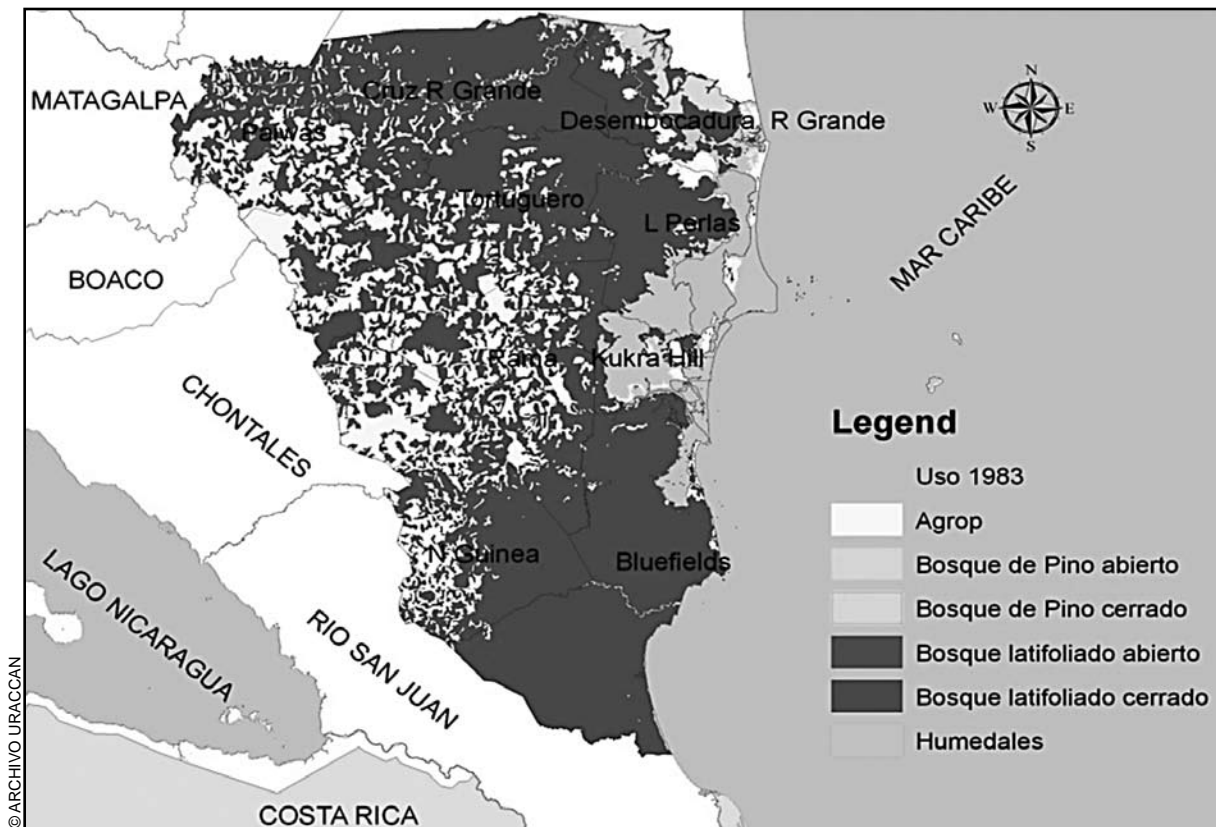 MATAGALPA
Cruz R Grande
Paiwas
Desembocadura R Grande
N
W
E
S
Tortuguero
L Perlas
MAR CARIBE
BOACO
Rama
Kukra Hill
CHONTALES
Legend
Uso 1983
Agrop
Bosque de Pino abierto
Bosque de Pino cerrado
Bosque latifoliado abierto
Bosque latifoliado cerrado
Humedales
N Guinea
Bluefields
LAGO NICARAGUA
RIO SAN JUAN
COSTA RICA
© ARCHIVO URACCAN